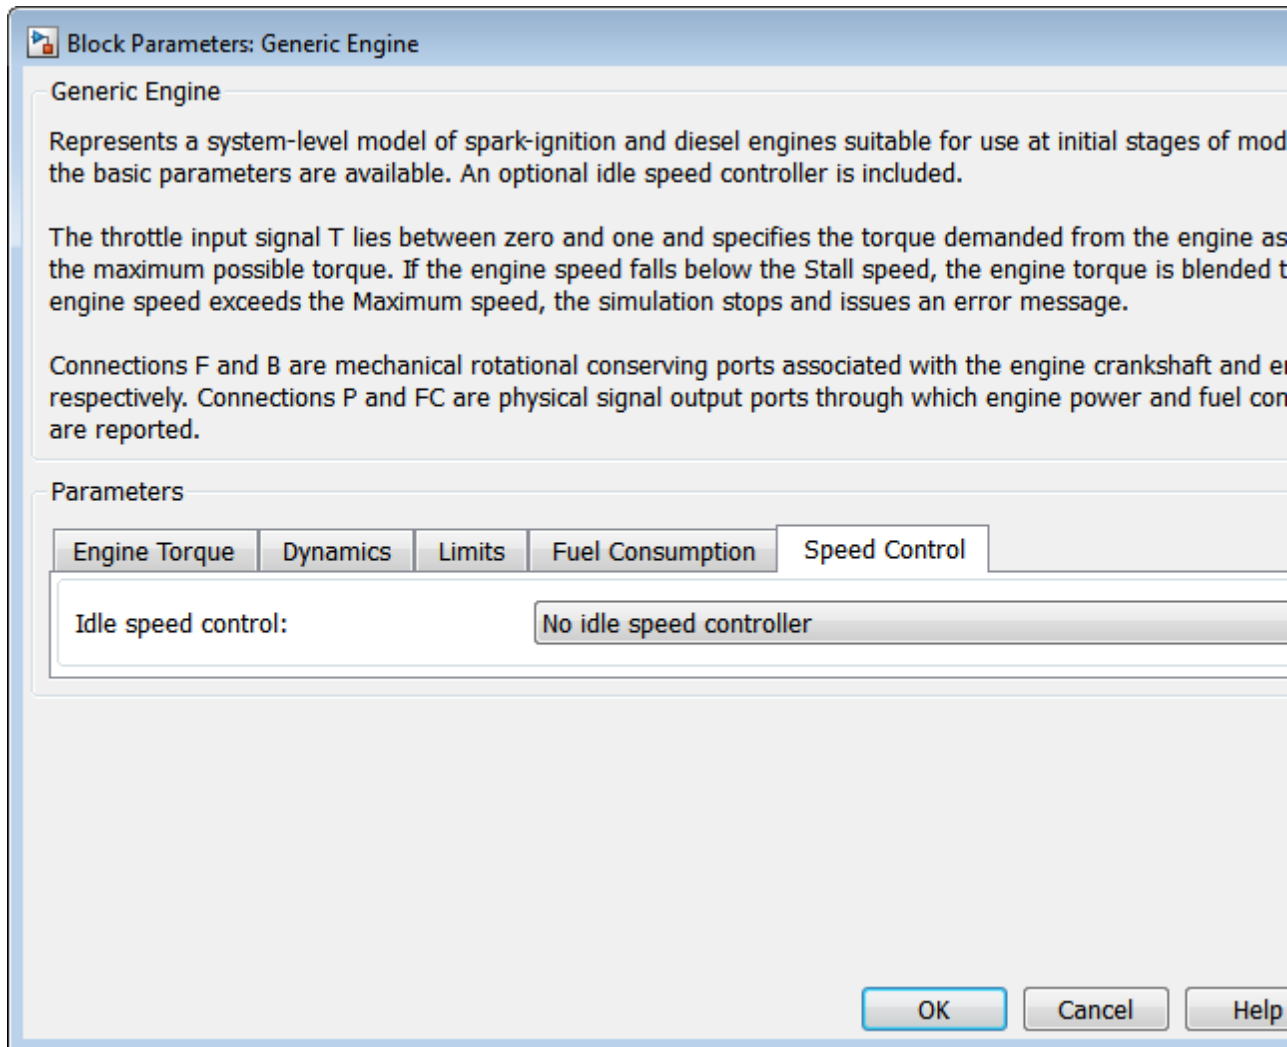 Block Parameters: Generic Engine
Generic Engine
Represents a system-level model of spark-ignition and diesel engines suitable for use at initial stages of mod
the basic parameters are available. An optional idle speed controller is included.
The throttle input signal T lies between zero and one and specifies the torque demanded from the engine as
the maximum possible torque. If the engine speed falls below the Stall speed, the engine torque is blended t
engine speed exceeds the Maximum speed, the simulation stops and issues an error message.
Connections F and B are mechanical rotational conserving ports associated with the engine crankshaft and e
respectively. Connections P and FC are physical signal output ports through which engine power and fuel con
are reported.
Parameters
Engine Torque Dynamics Limits Fuel Consumption Speed Control
Idle speed control: No idle speed controller
OK Cancel Help